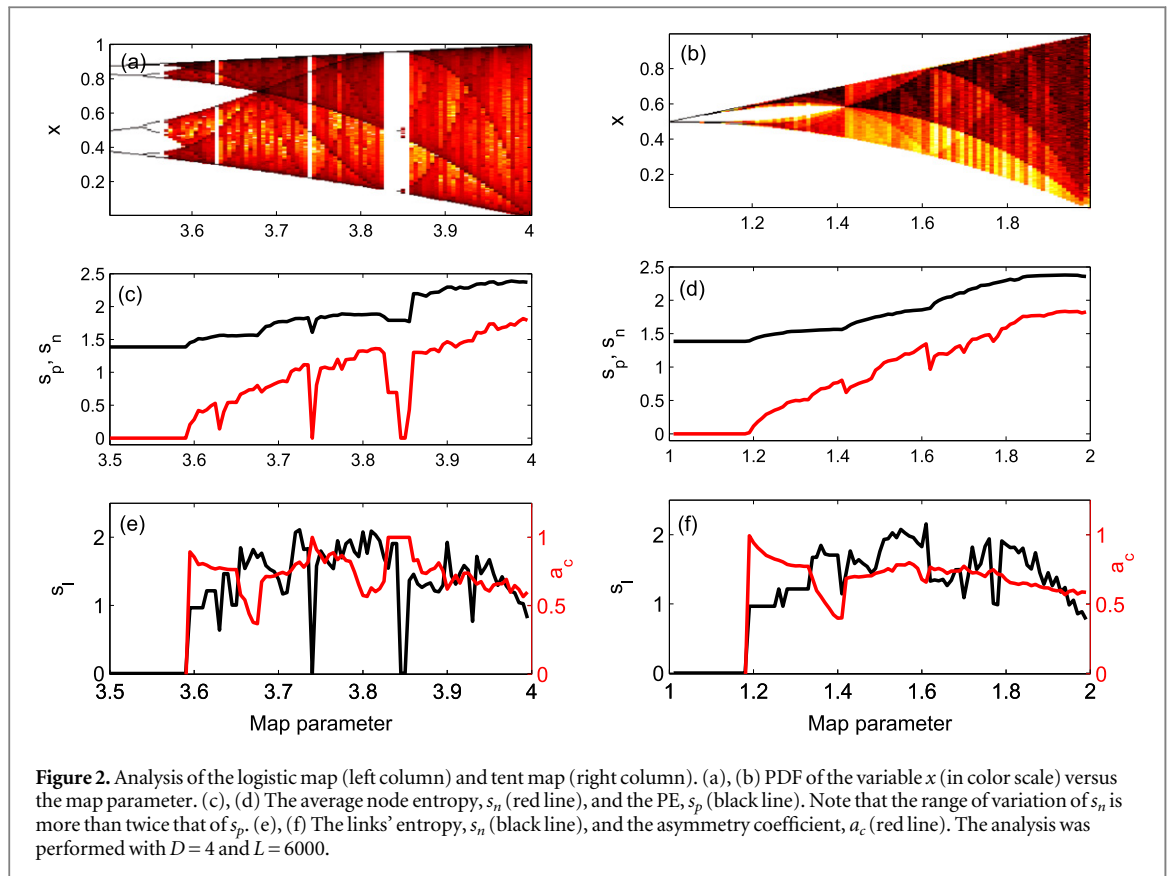 (a)
1
0.8
0.6
0.4
0.2
x
3.6 3.7 3.8 3.9 4
(b)
0.8
0.6
0.4
0.2
x
1.2 1.4 1.6 1.8
(c)
2.5
2
1.5
1
0.5
0
s_p, s_n
3.5 3.6 3.7 3.8 3.9 4
(d)
2.5
2
1.5
1
0.5
0
s_p, s_n
1 1.2 1.4 1.6 1.8 2
(e)
2
1
0
s_l
1
0.5
0
a_c
3.5 3.6 3.7 3.8 3.9 4
Map parameter
(f)
2
1
0
s_l
1
0.5
0
a_c
1 1.2 1.4 1.6 1.8 2
Map parameter
Figure 2. Analysis of the logistic map (left column) and tent map (right column). (a), (b) PDF of the variable x (in color scale) versus
the map parameter. (c), (d) The average node entropy, s_n (red line), and the PE, s_p (black line). Note that the range of variation of s_n is
more than twice that of s_p. (e), (f) The links' entropy, s_n (black line), and the asymmetry coefficient, a_c (red line). The analysis was
performed with D = 4 and L = 6000.